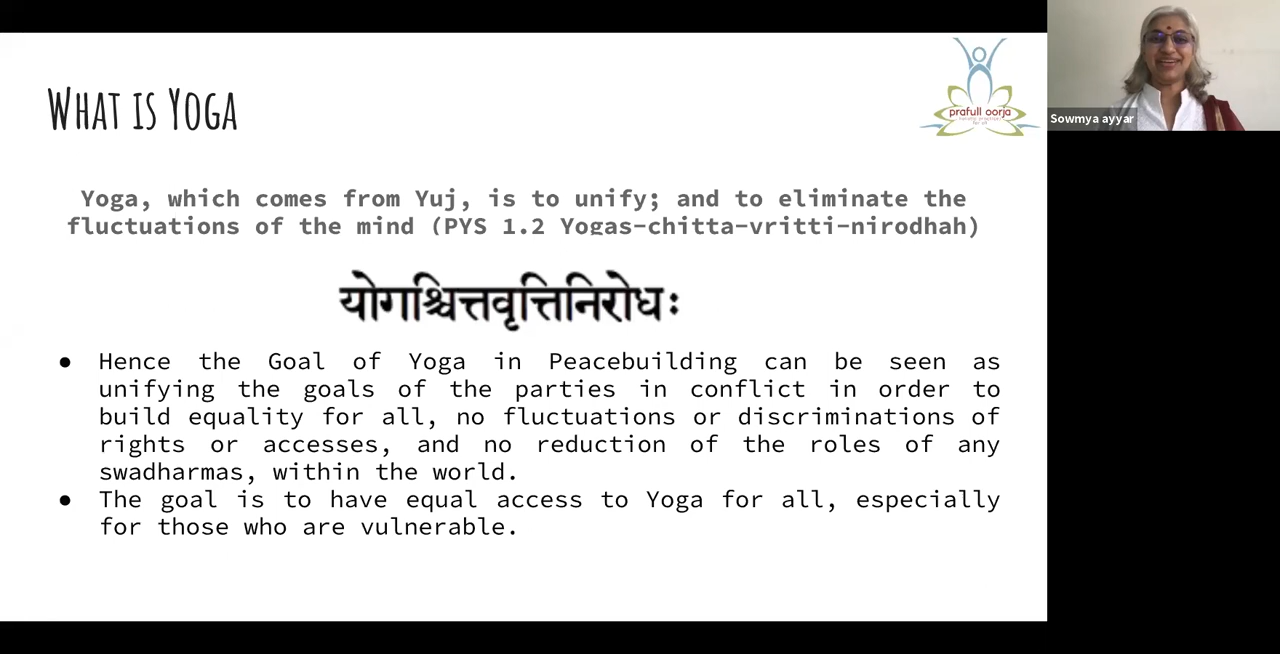 What is Yoga
prafull oorja
for all
Sowmya ayyar
Yoga, which comes from Yuj, is to unify; and to eliminate the
fluctuations of the mind (PYS 1.2 Yogas-chitta-vritti-nirodhah)
योगश्चित्तवृत्तिनिरोधः
● Hence the Goal of Yoga in Peacebuilding can be seen as
unifying the goals of the parties in conflict in order to
build equality for all, no fluctuations or discriminations of
rights or accesses, and no reduction of the roles of any
swadharmas, within the world.
● The goal is to have equal access to Yoga for all, especially
for those who are vulnerable.